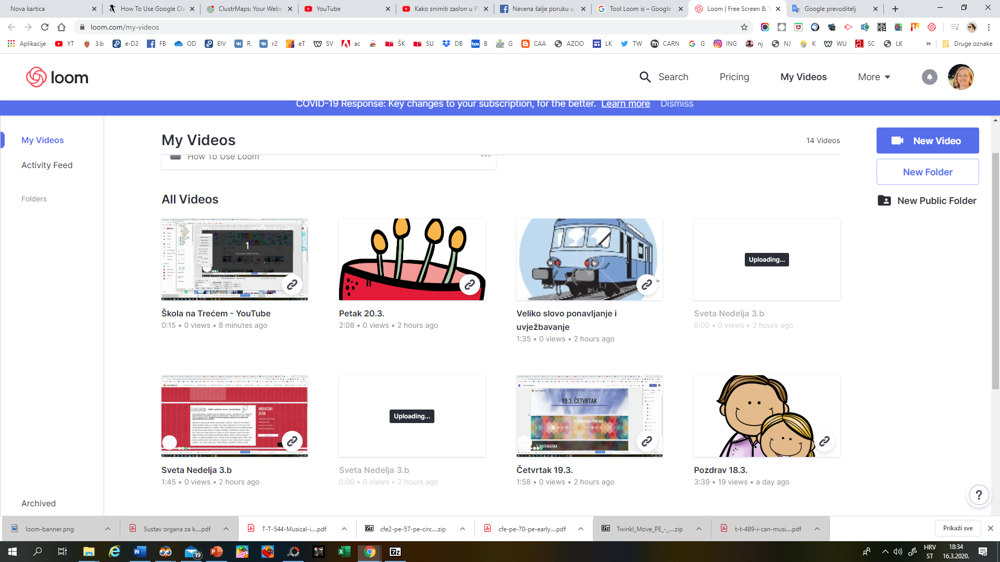 Nova kartica
How To Use Google Cla
ClustrMaps: Your Webs
YouTube
Kako snimiti zaslon u P
Nevena šalje poruku u
Tool Loom is – Google
Loom | Free Screen & V
Google prevoditelj
loom.com/my-videos
Aplikacije YT 3.b e-D2 FB OD EIV R r2 eT SV ac ŠK SU DB B G CAA AZOO LK TW CARN G ING nj NJ K WU SC LK » Druge oznake
loom
Search
Pricing
My Videos
More
COVID-19 Response: Key changes to your subscription, for the better. Learn more Dismiss
My Videos
Activity Feed
Folders
Archived
My Videos
14 Videos
New Video
New Folder
New Public Folder
How To Use Loom
All Videos
1
Uploading...
Škola na Trećem - YouTube
0:15 • 0 views • 8 minutes ago
Petak 20.3.
2:08 • 0 views • 2 hours ago
Veliko slovo ponavljanje i
uvježbavanje
1:35 • 0 views • 2 hours ago
Sveta Nedelja 3.b
0:00 • 0 views • 2 hours ago
HRVATSKI
JEZIK
Uploading...
19.3. ČETVRTAK
POZDRAVNA PORUKA
1. MATEMATIKA
Sveta Nedelja 3.b
1:45 • 0 views • 2 hours ago
Sveta Nedelja 3.b
0:00 • 0 views • 2 hours ago
Četvrtak 19.3.
1:58 • 0 views • 2 hours ago
Pozdrav 18.3.
3:39 • 19 views • a day ago
?
loom-banner.png
Sustav organa za k....pdf
T-T-544-Musical-i....pdf
cfe2-pe-57-pe-circ....zip
cfe-pe-70-pe-early....pdf
Twinkl_Move_PE_-_....zip
t-t-489-i-can-musi....pdf
Prikaži sve
19
HRV
ST
18:34
16.3.2020.